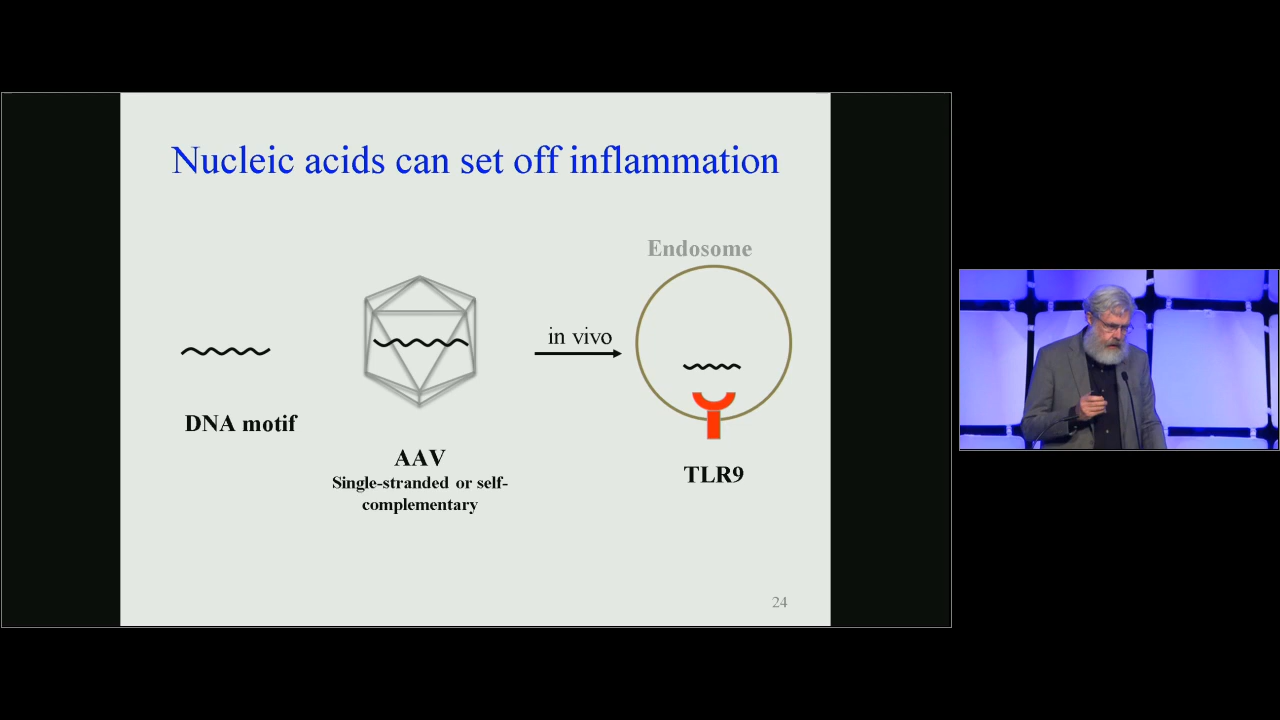 Nucleic acids can set off inflammation
Endosome
in vivo
DNA motif
AAV
Single-stranded or self-
complementary
TLR9
24